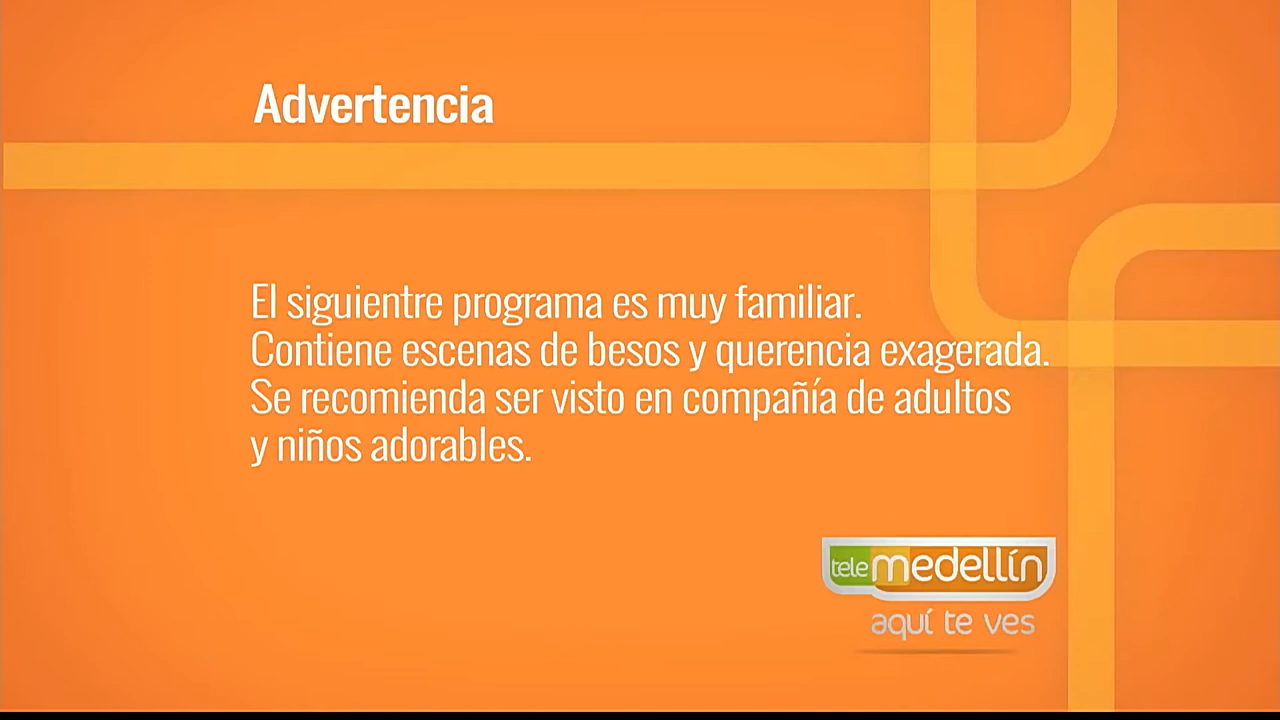 Advertencia
El siguientre programa es muy familiar.
Contiene escenas de besos y querencia exagerada.
Se recomienda ser visto en compañía de adultos
y niños adorables.
telemedellín
aquí te ves